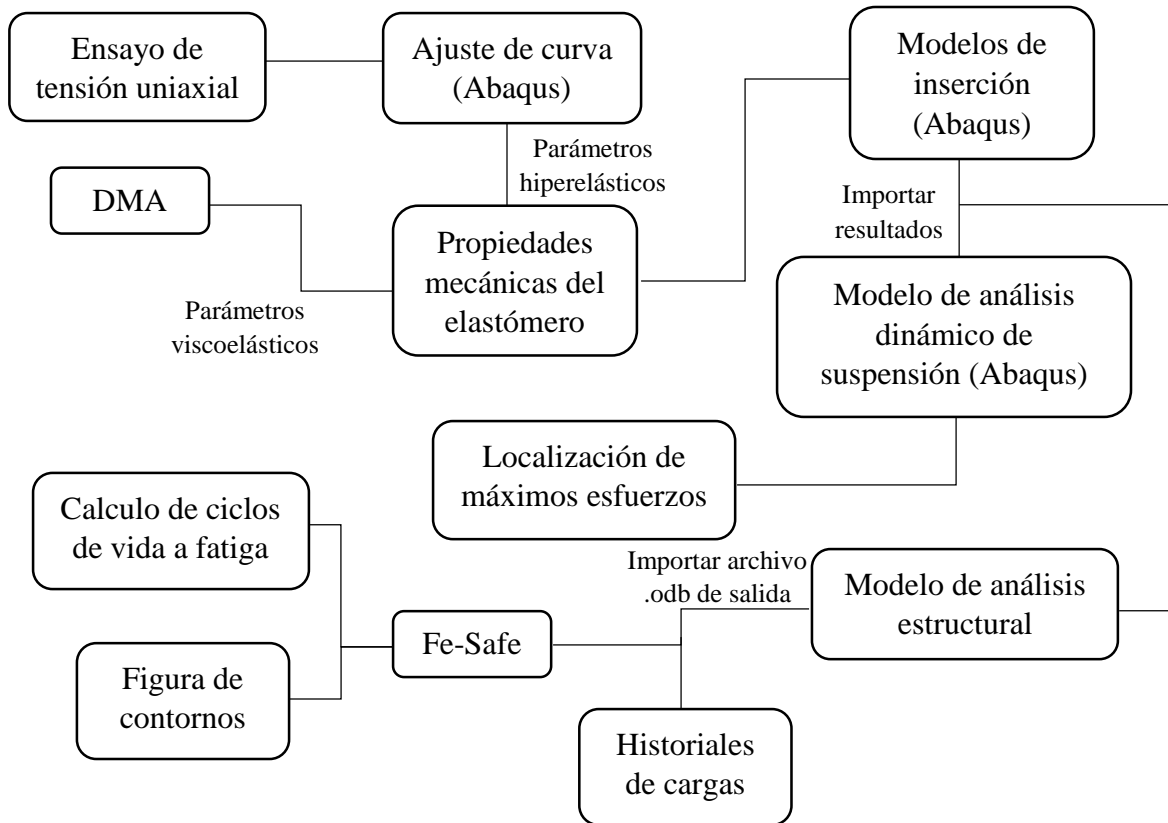 Ensayo de
tensión uniaxial
Ajuste de curva
(Abaqus)
Modelos de
inserción
(Abaqus)
Parámetros
hiperelásticos
DMA
Importar
resultados
Propiedades
mecánicas del
elastómero
Parámetros
viscoelásticos
Modelo de análisis
dinámico de
suspensión (Abaqus)
Localización de
máximos esfuerzos
Calculo de ciclos
de vida a fatiga
Importar archivo
.odb de salida
Modelo de análisis
estructural
Fe-Safe
Figura de
contornos
Historiales
de cargas